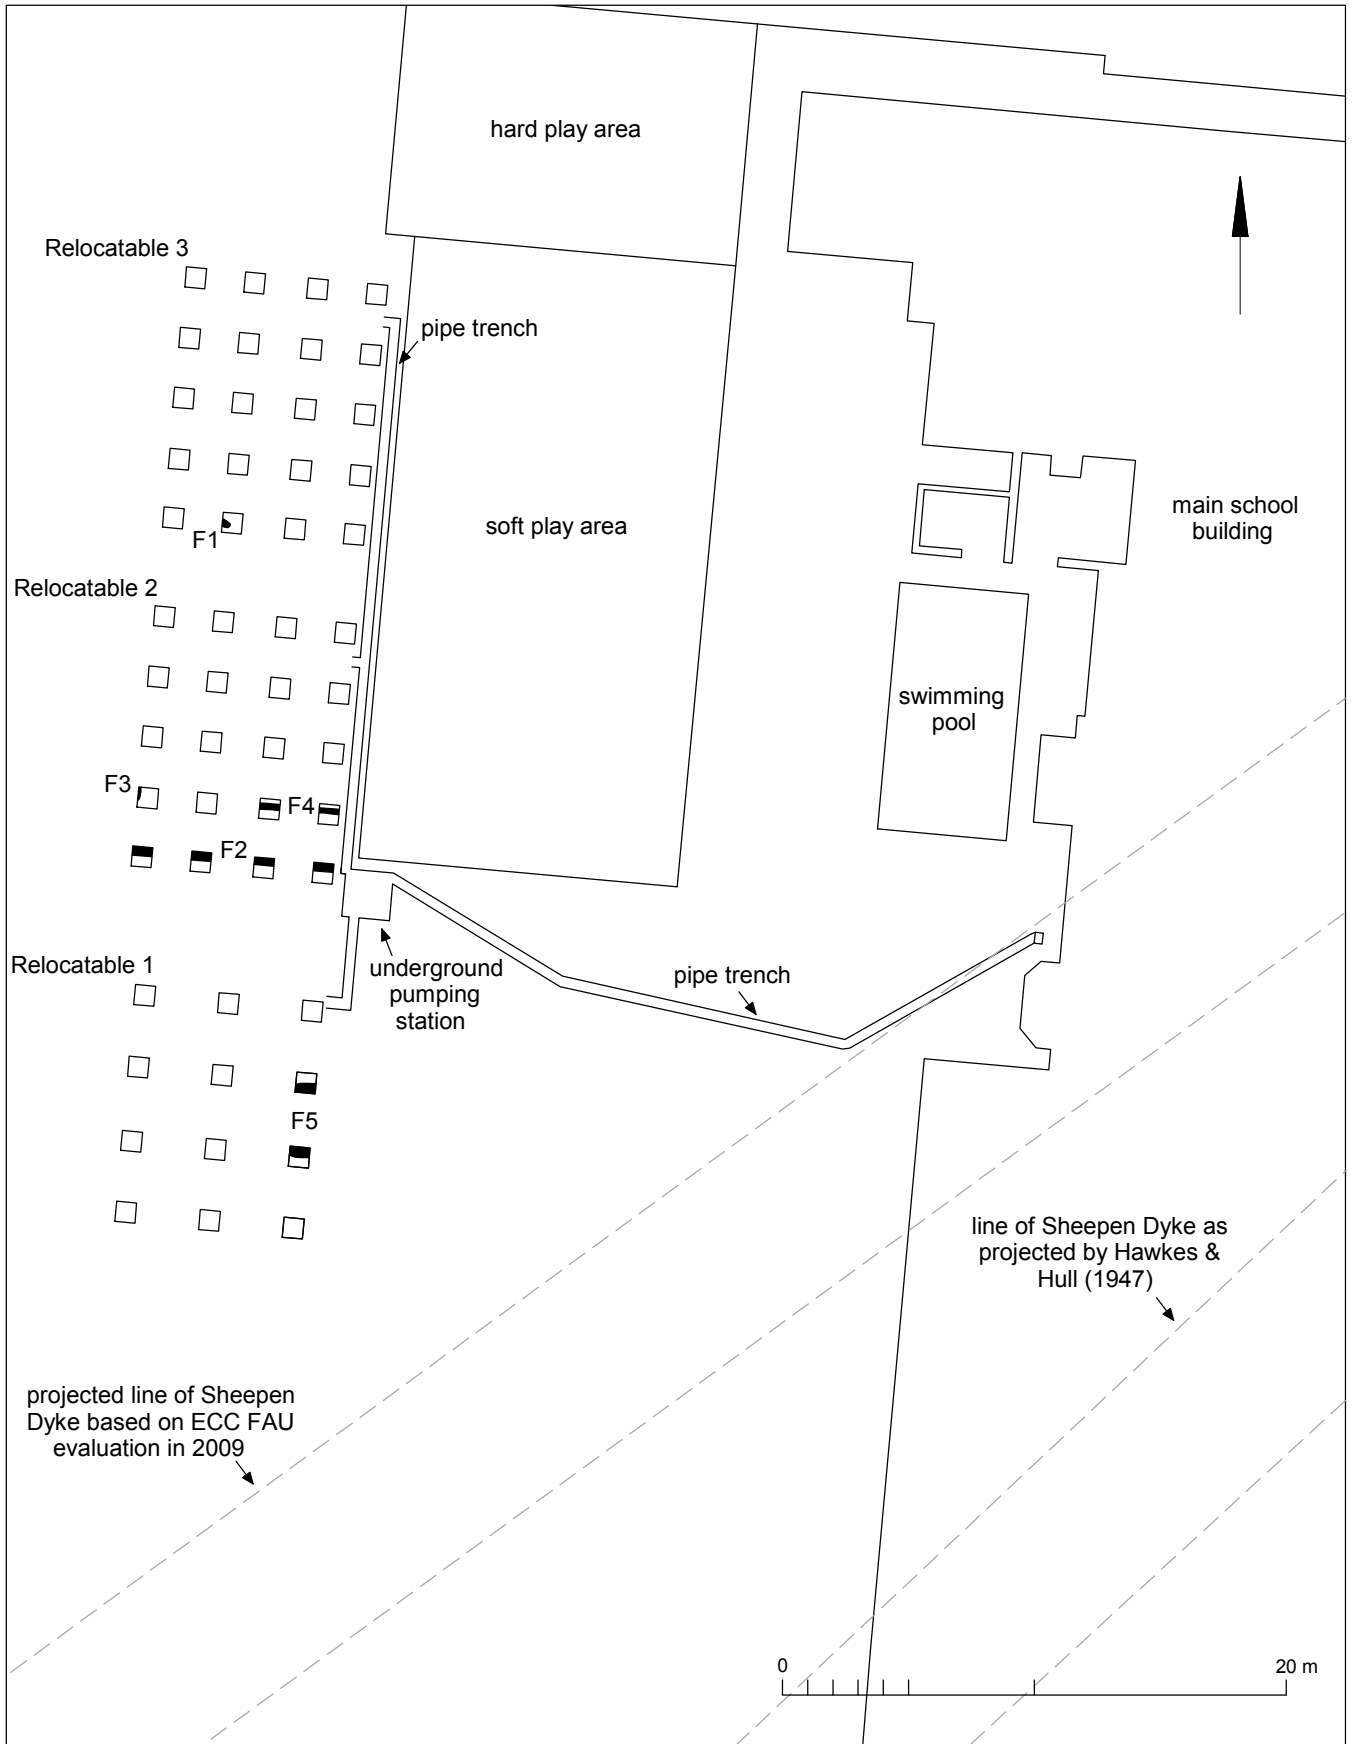 hard play area
Relocatable 3
pipe trench
soft play area
main school
building
F1
Relocatable 2
swimming
pool
F3
F4
F2
Relocatable 1
underground
pumping
station
pipe trench
F5
line of Sheepen Dyke as
projected by Hawkes &
Hull (1947)
projected line of Sheepen
Dyke based on ECC FAU
evaluation in 2009
0
20 m